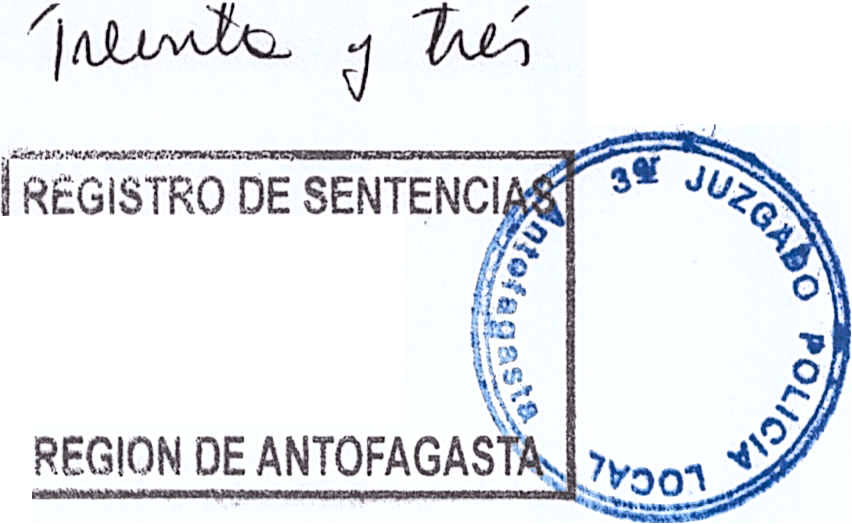 Treinta y tres
REGISTRO DE SENTENCIAS
3er JUZGADO POLICIA LOCAL
Antofagasta
REGION DE ANTOFAGASTA